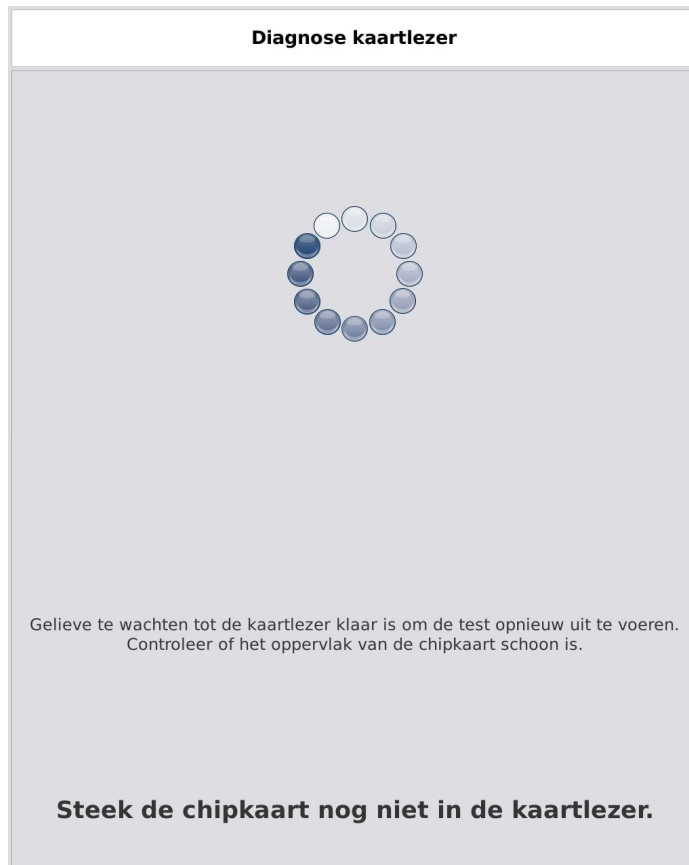 Diagnose kaartlezer
Gelieve te wachten tot de kaartlezer klaar is om de test opnieuw uit te voeren.
Controleer of het oppervlak van de chipkaart schoon is.
Steek de chipkaart nog niet in de kaartlezer.